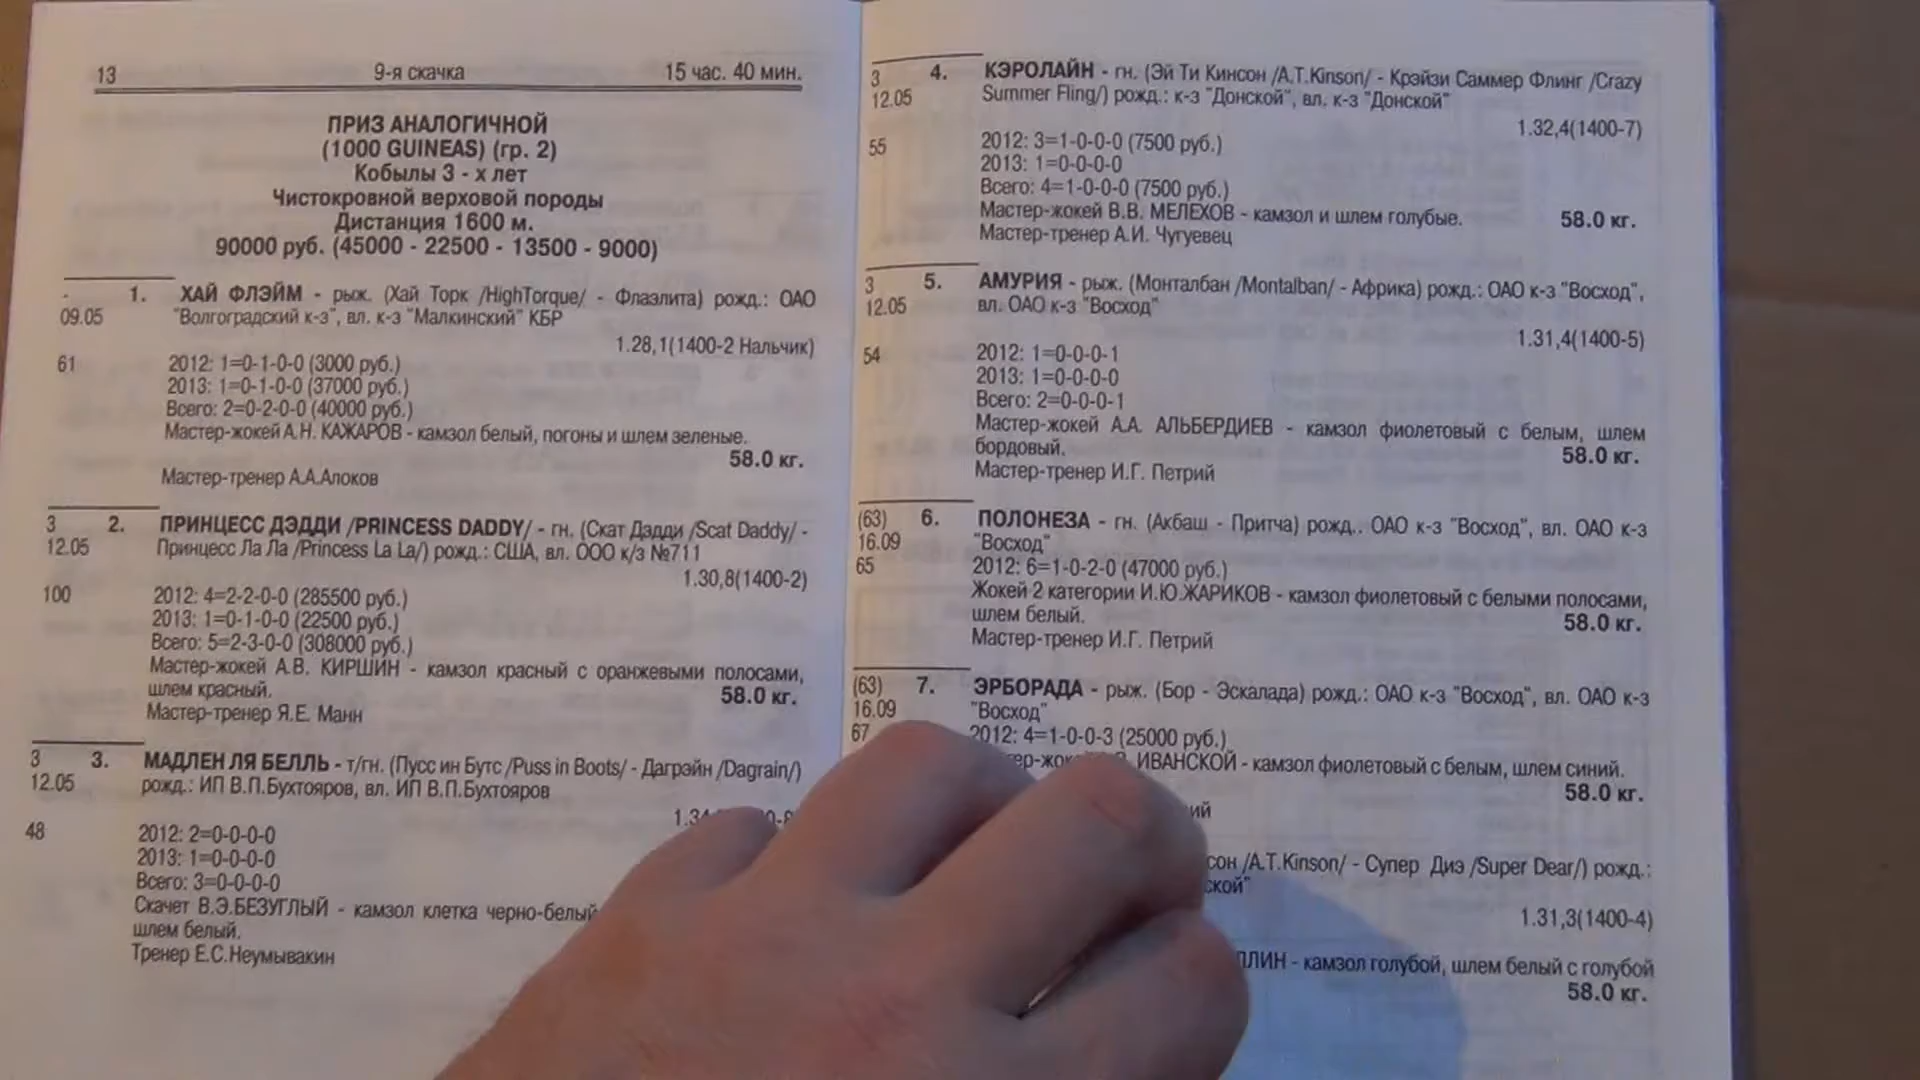 13 9-я скачка 15 час. 40 мин.
ПРИЗ АНАЛОГИЧНОЙ
(1000 GUINEAS) (гр. 2)
Кобылы 3 - х лет
Чистокровной верховой породы
Дистанция 1600 м.
90000 руб. (45000 - 22500 - 13500 - 9000)
- 1. ХАЙ ФЛЭЙМ - рыж. (Хай Торк /HighTorque/ - Флаэлита) рожд.: ОАО
09.05 "Волгоградский к-з", вл. к-з "Малкинский" КБР
1.28,1(1400-2 Нальчик)
61 2012: 1=0-1-0-0 (3000 руб.)
2013: 1=0-1-0-0 (37000 руб.)
Всего: 2=0-2-0-0 (40000 руб.)
Мастер-жокей А.Н. КАЖАРОВ - камзол белый, погоны и шлем зеленые.
58.0 кг.
Мастер-тренер А.А.Апоков
3 2. ПРИНЦЕСС ДЭДДИ /PRINCESS DADDY/ - гн. (Скат Дадди /Scat Daddy/ -
12.05 Принцесс Ла Ла /Princess La La/) рожд.: США, вл. ООО к/з №711
1.30,8(1400-2)
100 2012: 4=2-2-0-0 (285500 руб.)
2013: 1=0-1-0-0 (22500 руб.)
Всего: 5=2-3-0-0 (308000 руб.)
Мастер-жокей А.В. КИРШИН - камзол красный с оранжевыми полосами,
шлем красный. 58.0 кг.
Мастер-тренер Я.Е. Манн
3 3. МАДЛЕН ЛЯ БЕЛЛЬ - т/гн. (Пусс ин Бутс /Puss in Boots/ - Даграйн /Dagrain/)
12.05 рожд.: ИП В.П.Бухтояров, вл. ИП В.П.Бухтояров
1.34
48 2012: 2=0-0-0-0
2013: 1=0-0-0-0
Всего: 3=0-0-0-0
Скачет В.Э.БЕЗУГЛЫЙ - камзол клетка черно-белый
шлем белый.
Тренер Е.С.Неумывакин
3 4. КЭРОЛАЙН - гн. (Эй Ти Кинсон /A.T.Kinson/ - Крэйзи Саммер Флинг /Crazy
12.05 Summer Fling/) рожд.: к-з "Донской", вл. к-з "Донской"
1.32,4(1400-7)
55 2012: 3=1-0-0-0 (7500 руб.)
2013: 1=0-0-0-0
Всего: 4=1-0-0-0 (7500 руб.)
Мастер-жокей В.В. МЕЛЕХОВ - камзол и шлем голубые. 58.0 кг.
Мастер-тренер А.И. Чугуевец
3 5. АМУРИЯ - рыж. (Монталбан /Montalban/ - Африка) рожд.: ОАО к-з "Восход",
12.05 вл. ОАО к-з "Восход"
1.31,4(1400-5)
54 2012: 1=0-0-0-1
2013: 1=0-0-0-0
Всего: 2=0-0-0-1
Мастер-жокей А.А. АЛЬБЕРДИЕВ - камзол фиолетовый с белым, шлем
бордовый. 58.0 кг.
Мастер-тренер И.Г. Петрий
(63) 6. ПОЛОНЕЗА - гн. (Акбаш - Притча) рожд.. ОАО к-з "Восход", вл. ОАО к-з
16.09 "Восход"
65 2012: 6=1-0-2-0 (47000 руб.)
Жокей 2 категории И.Ю.ЖАРИКОВ - камзол фиолетовый с белыми полосами,
шлем белый. 58.0 кг.
Мастер-тренер И.Г. Петрий
(63) 7. ЭРБОРАДА - рыж. (Бор - Эскалада) рожд.: ОАО к-з "Восход", вл. ОАО к-з
16.09 "Восход"
67 2012: 4=1-0-0-3 (25000 руб.)
ИВАНСКОЙ - камзол фиолетовый с белым, шлем синий.
58.0 кг.
ий
сон /A.T.Kinson/ - Супер Диэ /Super Dear/) рожд.:
ской"
1.31,3(1400-4)
ЛЛИН - камзол голубой, шлем белый с голубой
58.0 кг.